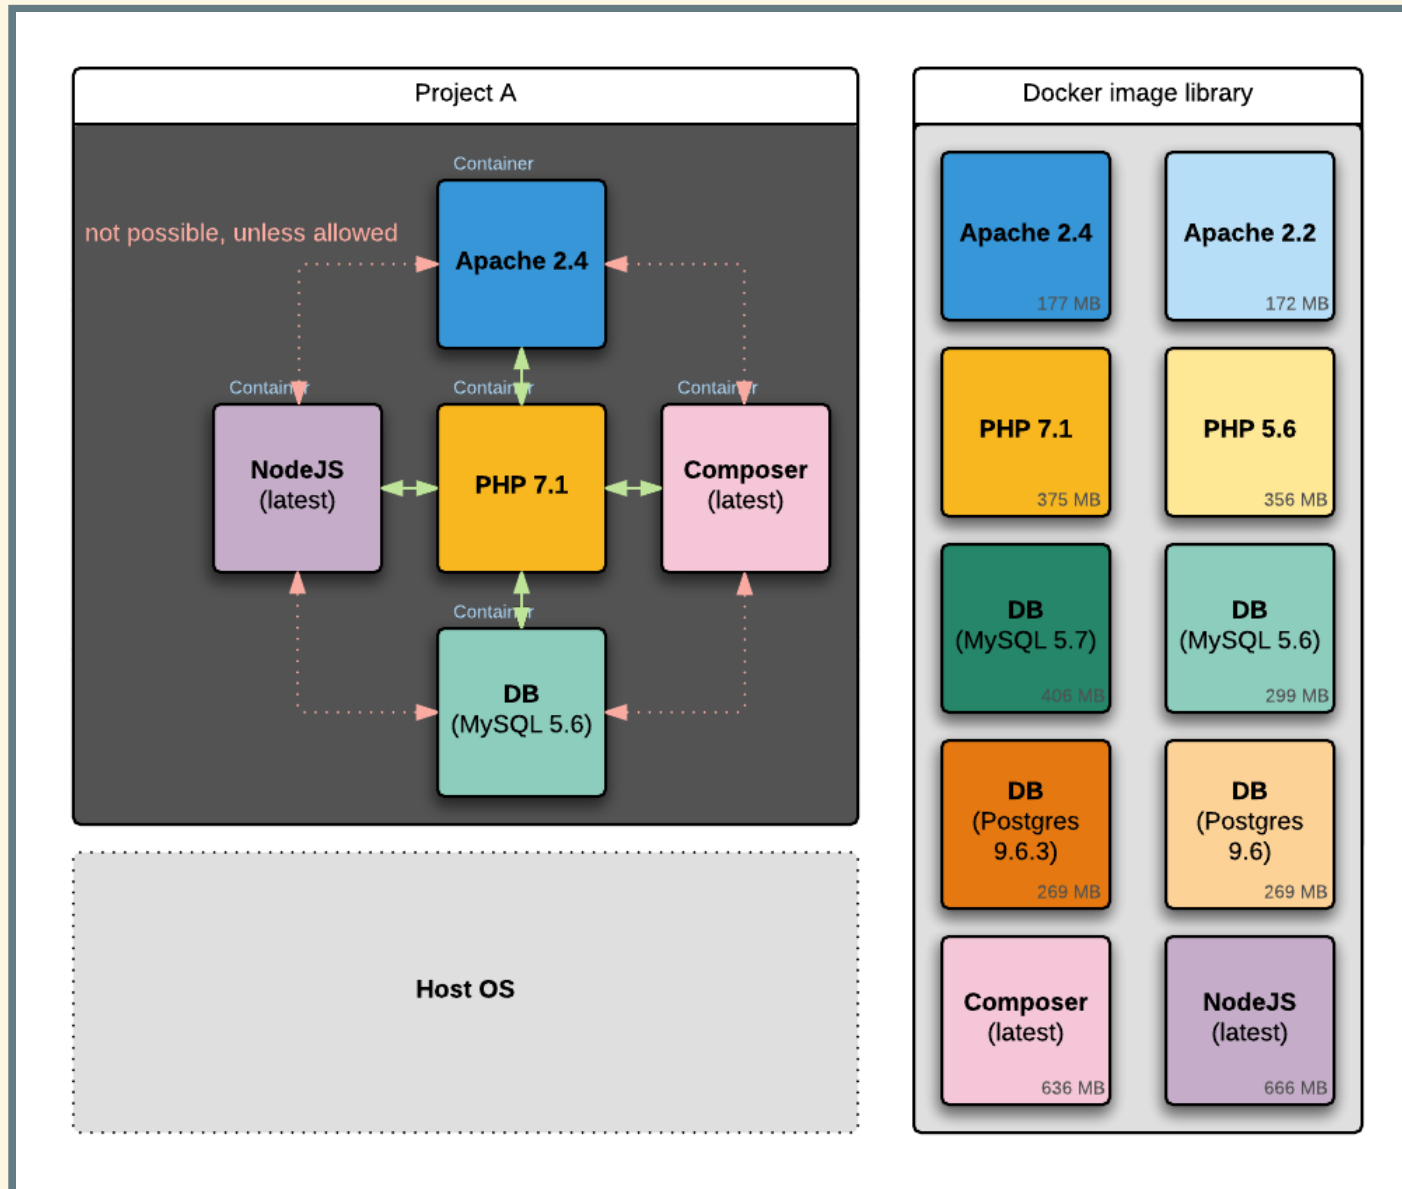 Project A
Container
not possible, unless allowed
Apache 2.4
Container
Container
Container
NodeJS
(latest)
PHP 7.1
Composer
(latest)
Container
DB
(MySQL 5.6)
Host OS
Docker image library
Apache 2.4
177 MB
Apache 2.2
172 MB
PHP 7.1
375 MB
PHP 5.6
356 MB
DB
(MySQL 5.7)
406 MB
DB
(MySQL 5.6)
299 MB
DB
(Postgres
9.6.3)
269 MB
DB
(Postgres
9.6)
269 MB
Composer
(latest)
636 MB
NodeJS
(latest)
666 MB